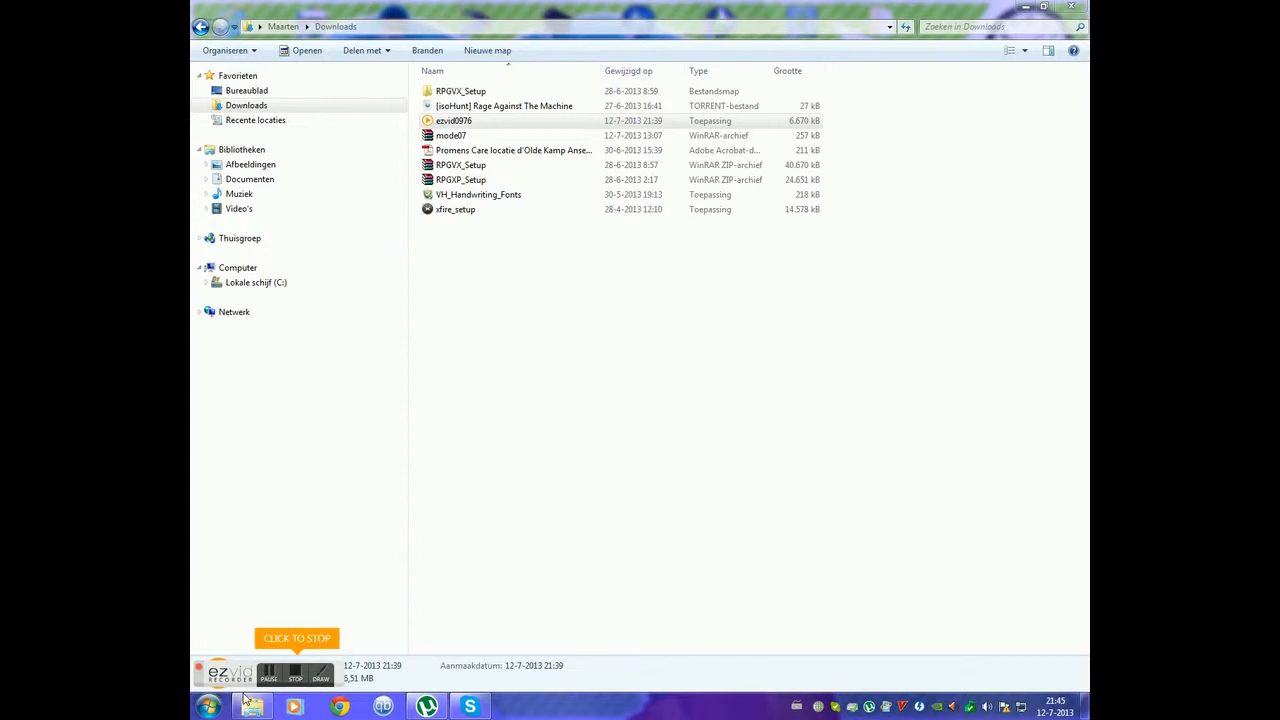 Maarten Downloads
Zoeken in Downloads
Organiseren Openen Delen met Branden Nieuwe map
Favorieten
Bureaublad
Downloads
Recente locaties
Bibliotheken
Afbeeldingen
Documenten
Muziek
Video's
Thuisgroep
Computer
Lokale schijf (C:)
Netwerk
Naam Gewijzigd op Type Grootte
RPGVX_Setup 28-6-2013 8:59 Bestandsmap
[isoHunt] Rage Against The Machine 27-6-2013 16:41 TORRENT-bestand 27 kB
ezvid0976 12-7-2013 21:39 Toepassing 6.670 kB
mode07 12-7-2013 13:07 WinRAR-archief 257 kB
Promens Care locatie d'Olde Kamp Anse... 30-6-2013 15:39 Adobe Acrobat-d... 211 kB
RPGVX_Setup 28-6-2013 8:57 WinRAR ZIP-archief 40.670 kB
RPGXP_Setup 28-6-2013 2:17 WinRAR ZIP-archief 24.651 kB
VH_Handwriting_Fonts 30-5-2013 19:13 Toepassing 218 kB
xfire_setup 28-4-2013 12:10 Toepassing 14.578 kB
CLICK TO STOP
ezvid
RECORDER
PAUSE STOP DRAW
12-7-2013 21:39 Aanmaakdatum: 12-7-2013 21:39
6,51 MB
21:45
12-7-2013